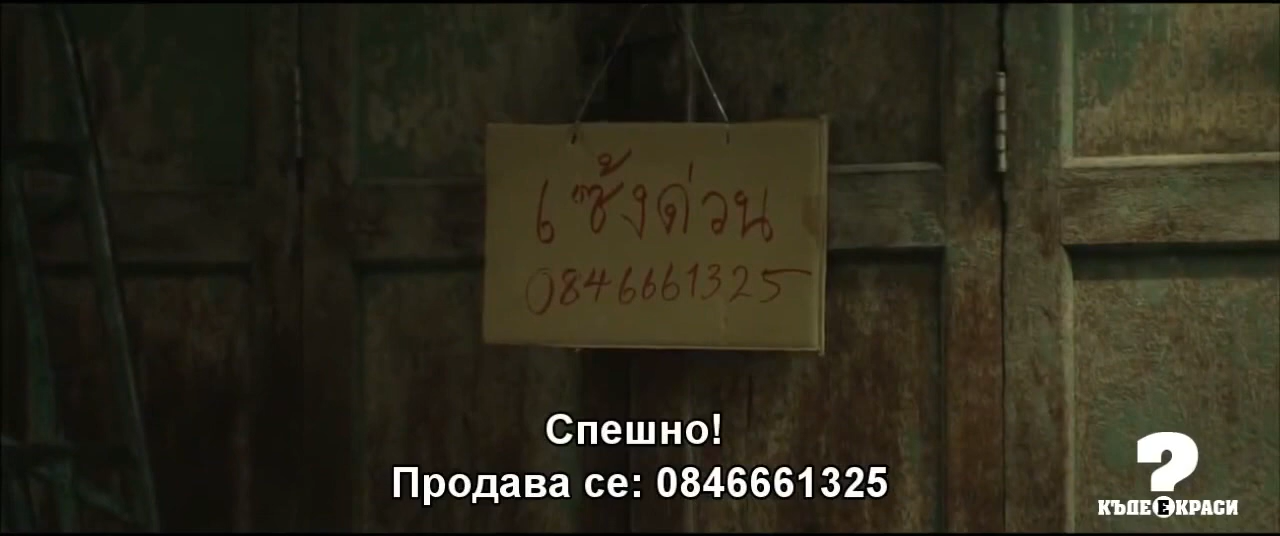 เซ้งด่วน
0846661325
Спешно!
Продава се: 0846661325
?
КЪДЕ Е КРАСИ